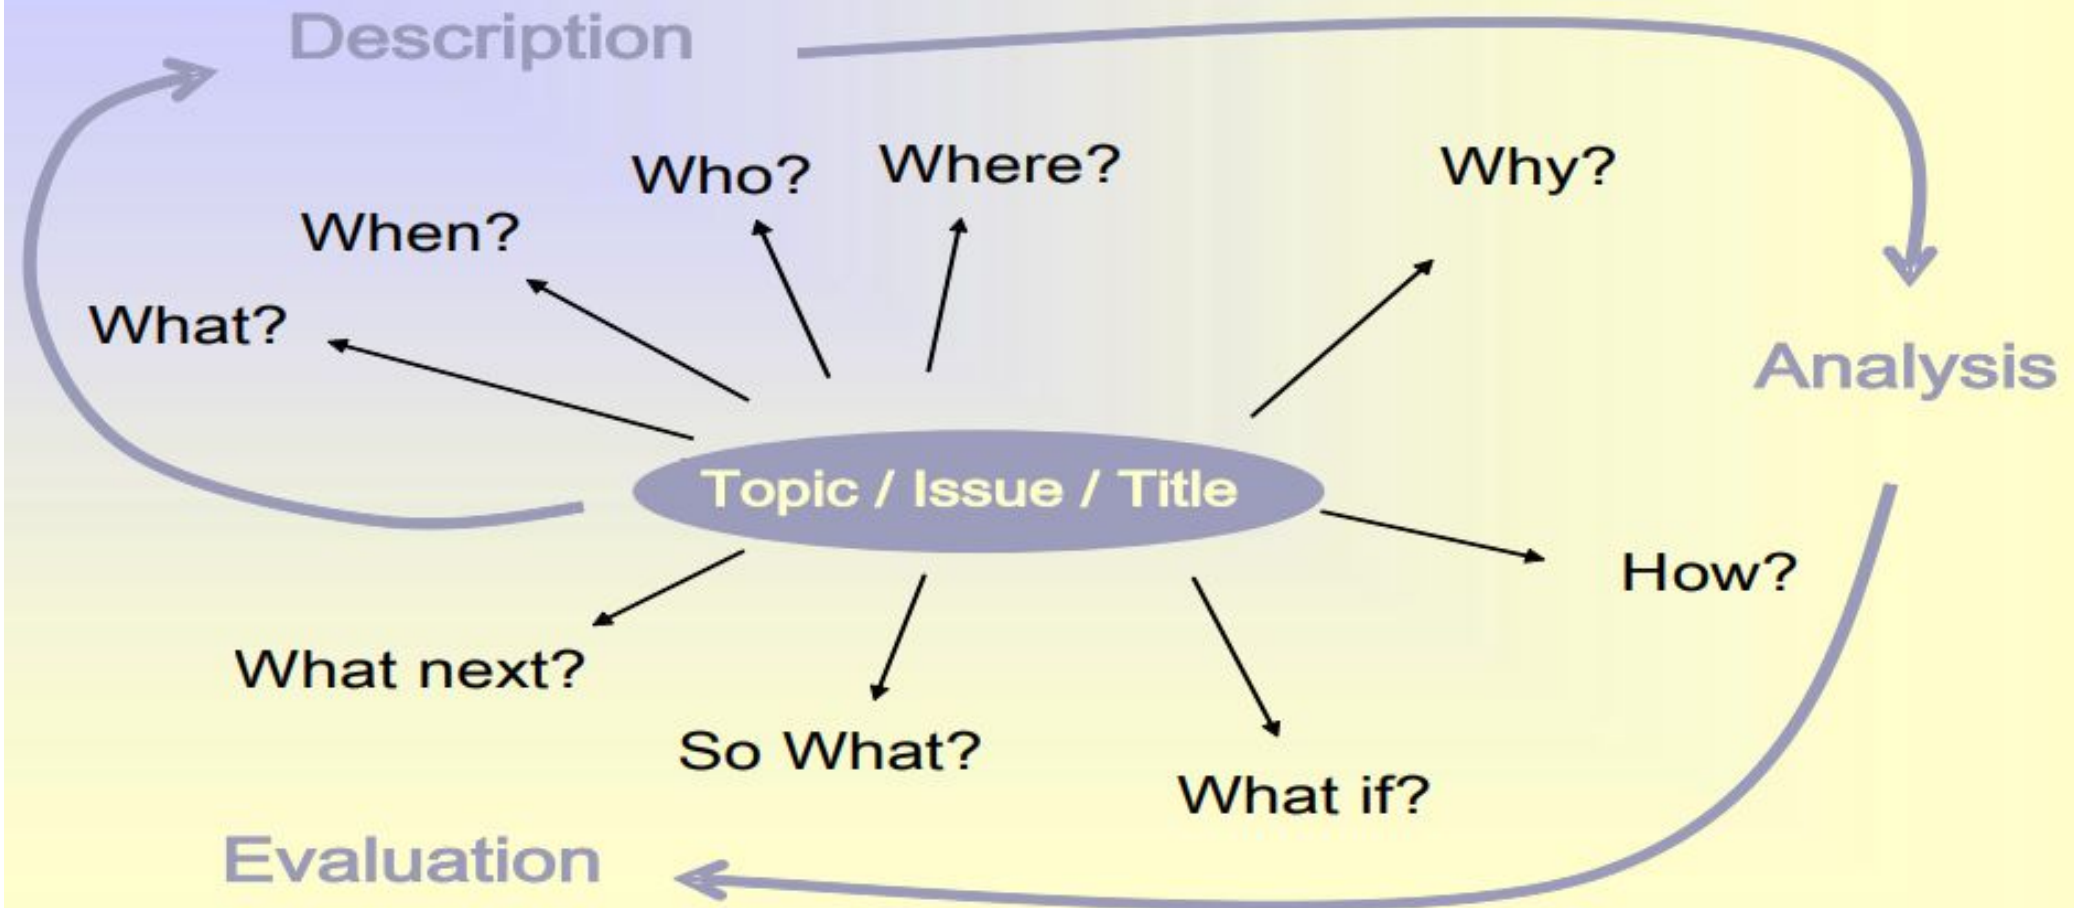 Description
Who?
Where?
Why?
When?
What?
Analysis
Topic / Issue / Title
How?
What next?
So What?
What if?
Evaluation